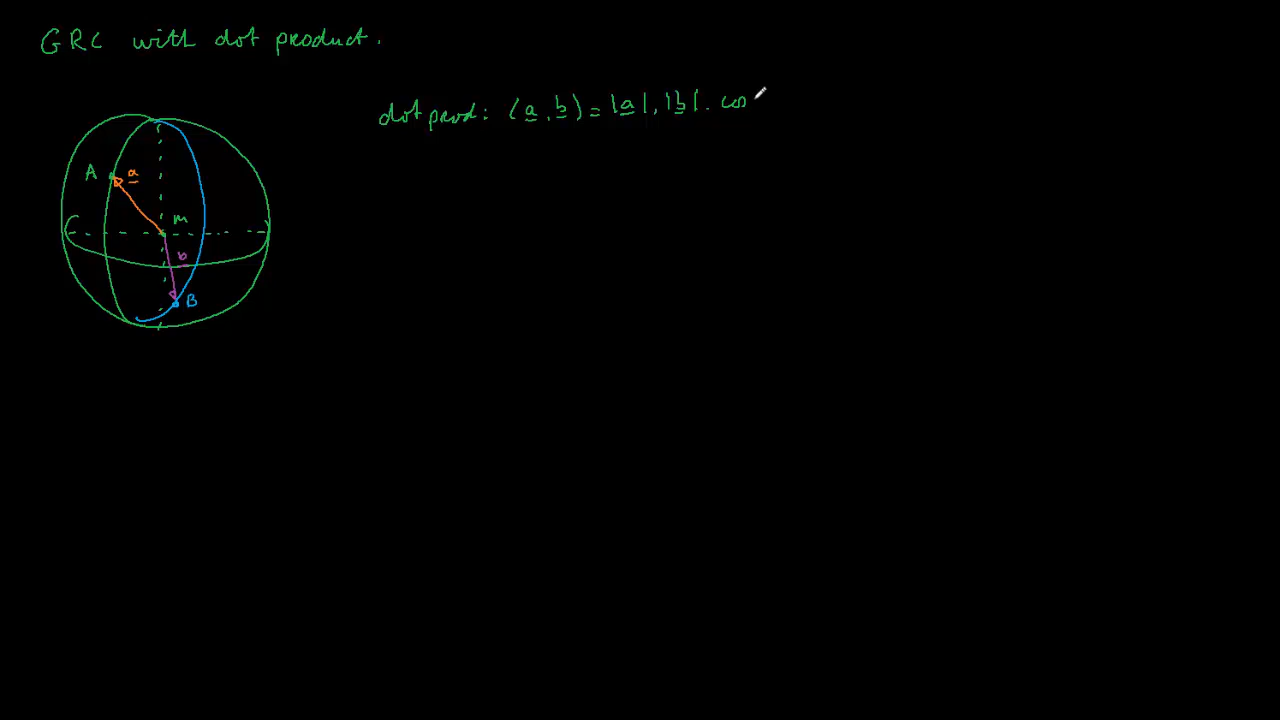 GRC with dot product.
dot prod: (a, b) = |a|, |b|. cos
A a
M
b
B